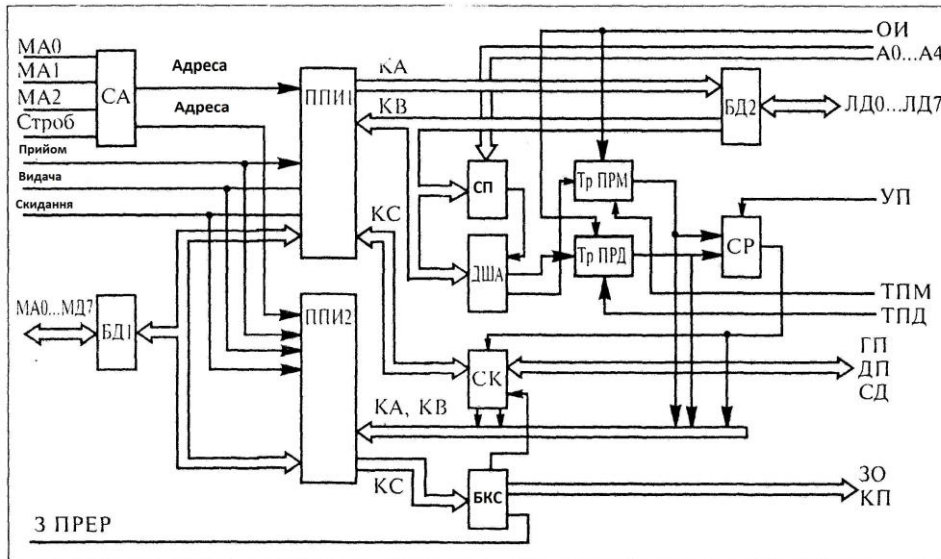 ОИ
МА0
А0...А4
МА1
Адреса
КА
МА2
СА
ППИ1
БД2
ЛД0...ЛД7
Адреса
КВ
Строб
Прийом
Тр ПРМ
Видача
СП
УП
Скидання
КС
СР
Тр ПРД
ДША
ТПМ
МА0...МД7
БД1
ППИ2
ТПД
ГП
СК
ДП
СД
КА, КВ
КС
БКС
ЗО
КП
З ПРЕР